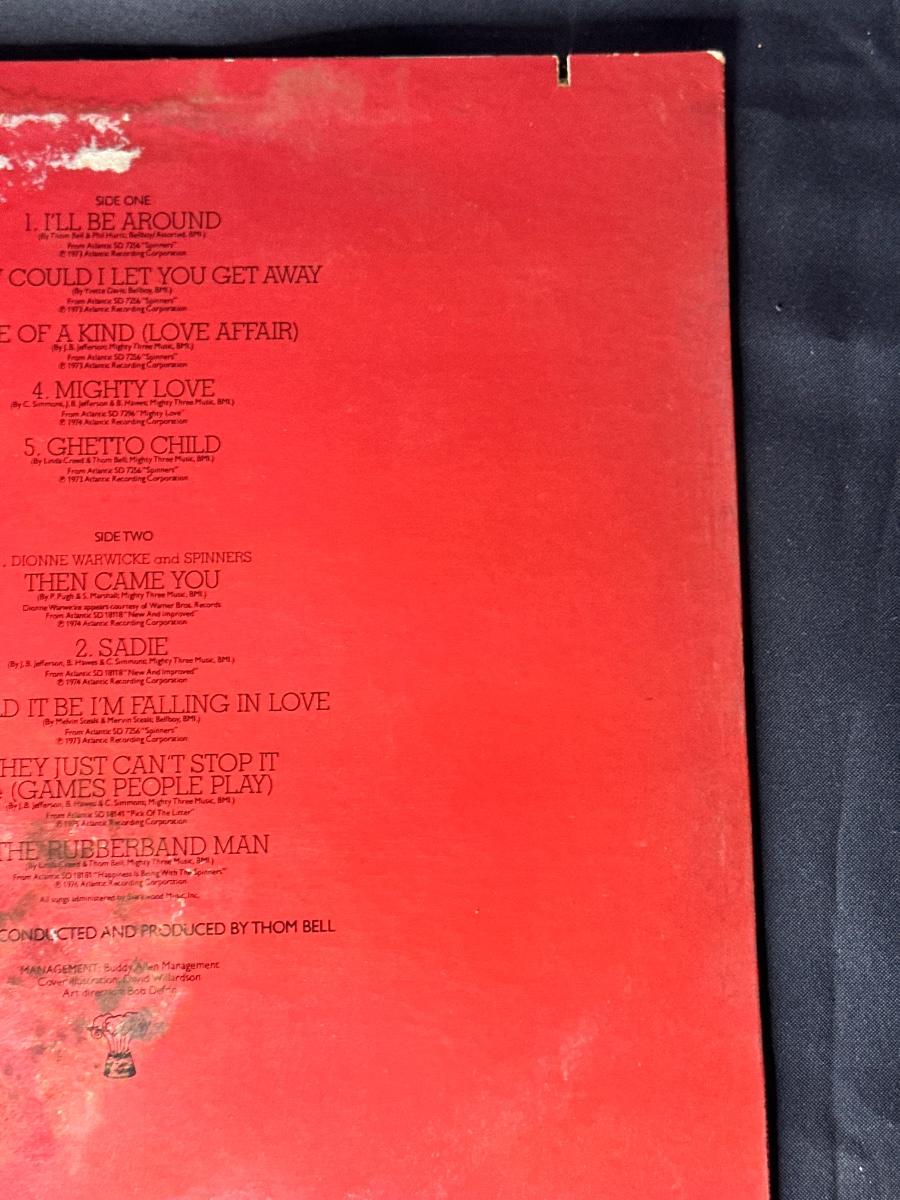 SIDE ONE
1. I'LL BE AROUND
(By Thom Bell & Phil Hurtt; Bellboy/Assorted, BMI.)
From Atlantic SD 7256 "Spinners"
℗ 1973 Atlantic Recording Corporation
COULD I LET YOU GET AWAY
(By Yvette Davis; Bellboy, BMI.)
From Atlantic SD 7256 "Spinners"
℗ 1973 Atlantic Recording Corporation
E OF A KIND (LOVE AFFAIR)
(By J.B. Jefferson; Mighty Three Music, BMI.)
From Atlantic SD 7256 "Spinners"
℗ 1973 Atlantic Recording Corporation
4. MIGHTY LOVE
(By C. Simmons, J.B. Jefferson & B. Hawes; Mighty Three Music, BMI.)
From Atlantic SD 7296 "Mighty Love"
℗ 1974 Atlantic Recording Corporation
5. GHETTO CHILD
(By Linda Creed & Thom Bell; Mighty Three Music, BMI.)
From Atlantic SD 7256 "Spinners"
℗ 1973 Atlantic Recording Corporation
SIDE TWO
. DIONNE WARWICKE and SPINNERS
THEN CAME YOU
(By P. Pugh & S. Marshall; Mighty Three Music, BMI.)
Dionne Warwicke appears courtesy of Warner Bros. Records
From Atlantic SD 18118 "New And Improved"
℗ 1974 Atlantic Recording Corporation
2. SADIE
(By J.B. Jefferson, B. Hawes & C. Simmons; Mighty Three Music, BMI.)
From Atlantic SD 18118 "New And Improved"
℗ 1974 Atlantic Recording Corporation
LD IT BE I'M FALLING IN LOVE
(By Melvin Steals & Mervin Steals; Bellboy, BMI.)
From Atlantic SD 7256 "Spinners"
℗ 1973 Atlantic Recording Corporation
HEY JUST CAN'T STOP IT
(GAMES PEOPLE PLAY)
(By J.B. Jefferson, B. Hawes & C. Simmons; Mighty Three Music, BMI.)
From Atlantic SD 18141 "Pick Of The Litter"
℗ 1975 Atlantic Recording Corporation
THE RUBBERBAND MAN
(By Linda Creed & Thom Bell; Mighty Three Music, BMI.)
From Atlantic SD 18181 "Happiness Is Being With The Spinners"
℗ 1976 Atlantic Recording Corporation
All songs administered by Music, Inc.
CONDUCTED AND PRODUCED BY THOM BELL
MANAGEMENT: Buddy Allen Management
Cover illustration: David Willardson
Art direction: Bob Defrin